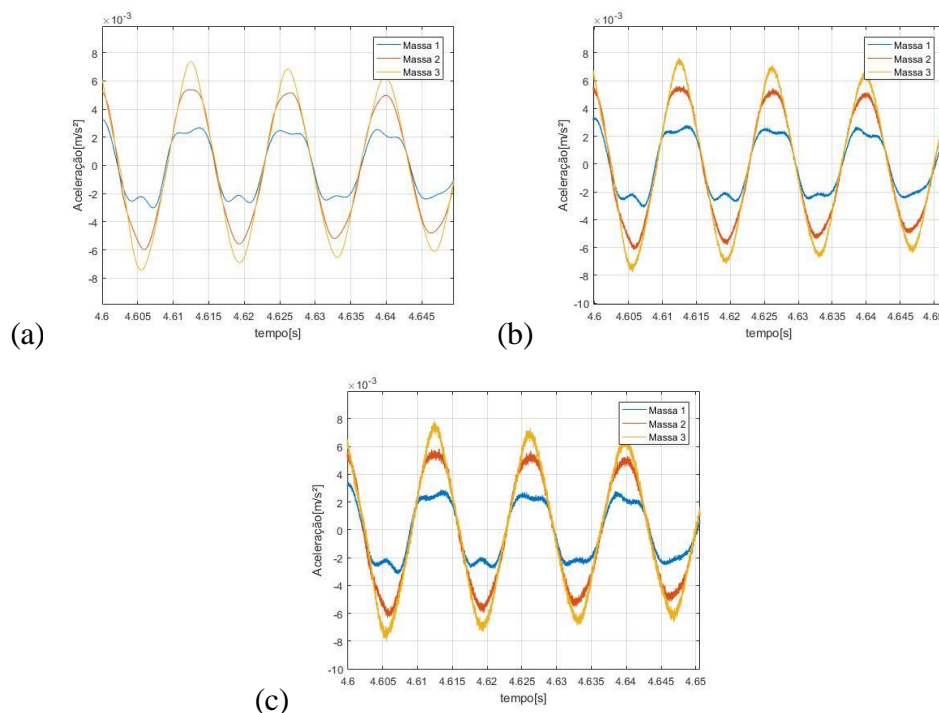 ×10⁻³
Massa 1
Massa 2
Massa 3
8
6
4
2
0
-2
-4
-6
-8
Aceleração[m/s²]
4.6 4.605 4.61 4.615 4.62 4.625 4.63 4.635 4.64 4.645
tempo[s]
(a)
×10⁻³
Massa 1
Massa 2
Massa 3
8
6
4
2
0
-2
-4
-6
-8
-10
Aceleração[m/s²]
4.6 4.605 4.61 4.615 4.62 4.625 4.63 4.635 4.64 4.645
tempo[s]
(b)
×10⁻³
Massa 1
Massa 2
Massa 3
8
6
4
2
0
-2
-4
-6
-8
-10
Aceleração[m/s²]
4.6 4.605 4.61 4.615 4.62 4.625 4.63 4.635 4.64 4.645 4.65
tempo[s]
(c)